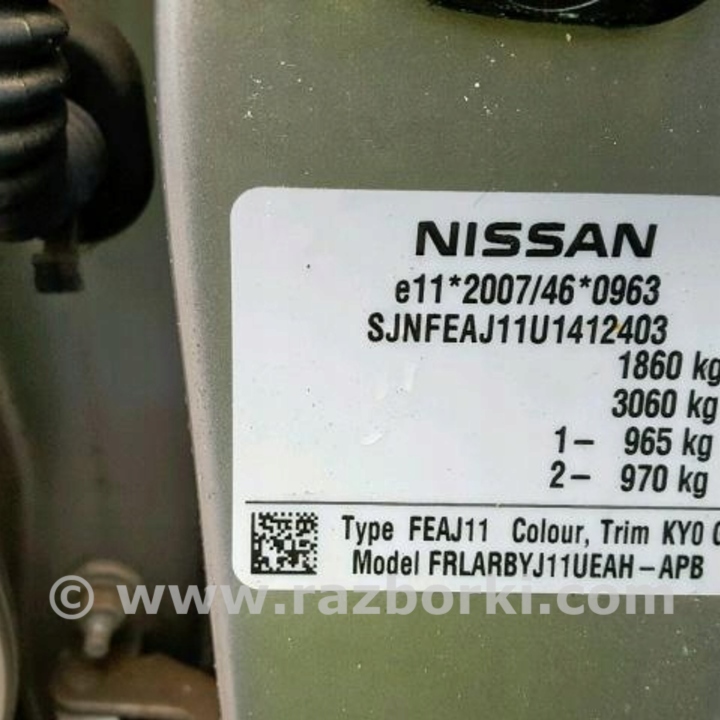 NISSAN
e11*2007/46*0963
SJNFEAJ11U1412403
1860 kg
3060 kg
1– 965 kg
2– 970 kg
Type FEAJ11 Colour, Trim KY0
Model FRLARBYJ11UEAH–APB
© www.razborki.com